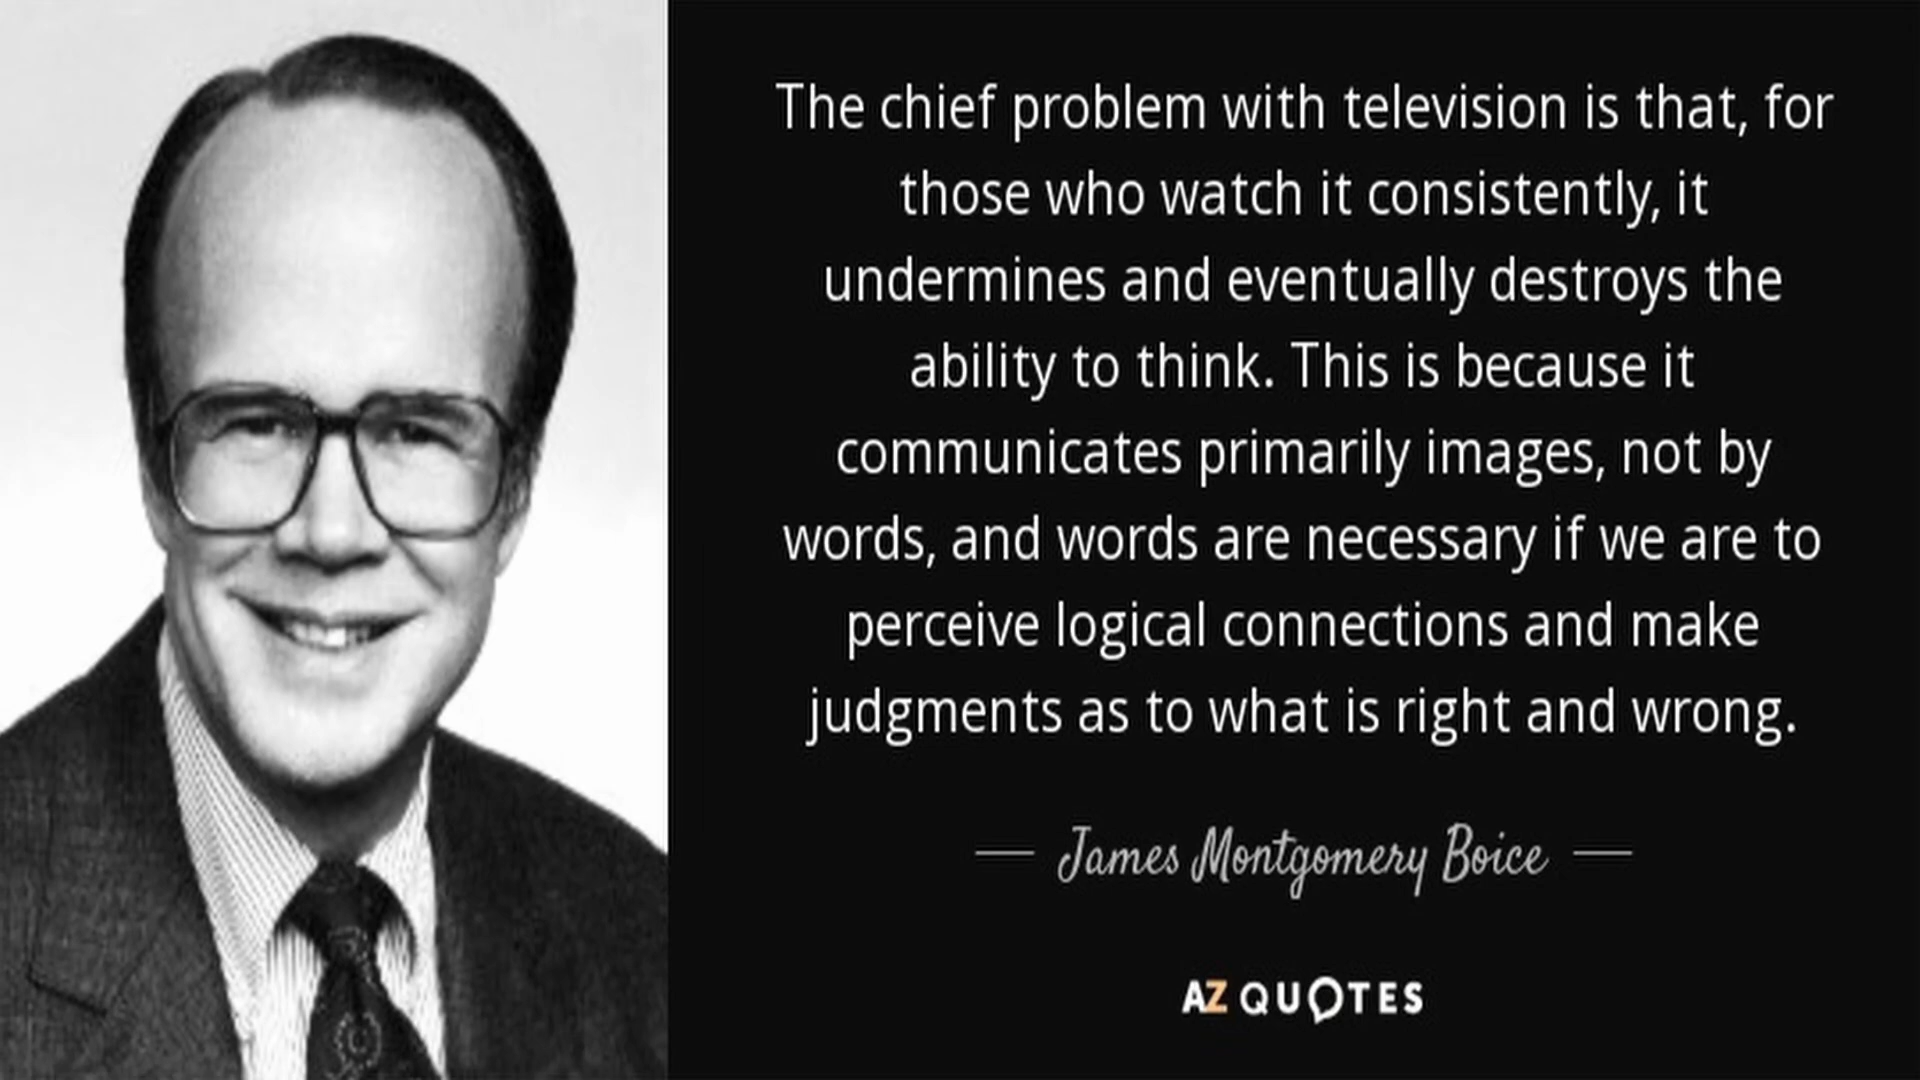 The chief problem with television is that, for
those who watch it consistently, it
undermines and eventually destroys the
ability to think. This is because it
communicates primarily images, not by
words, and words are necessary if we are to
perceive logical connections and make
judgments as to what is right and wrong.
— James Montgomery Boice —
AZ QUOTES